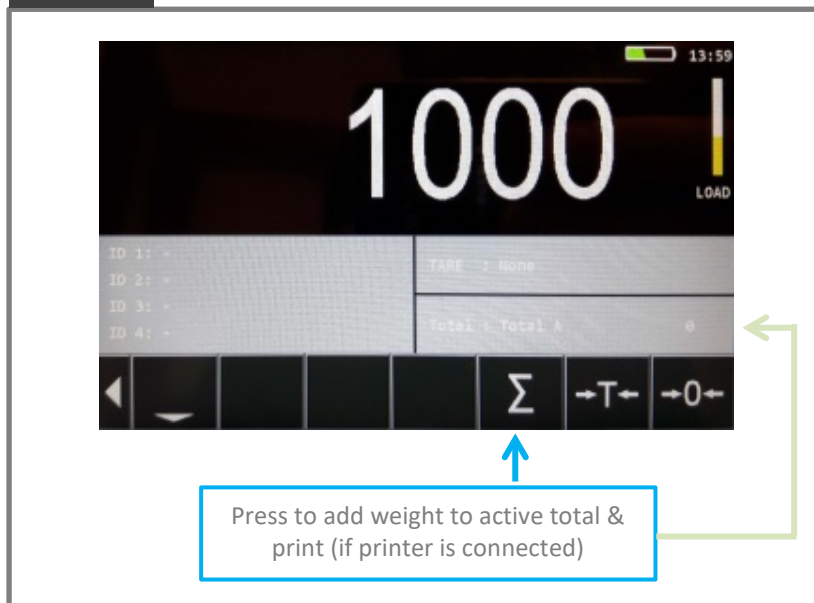 13:59
1000
LOAD
ID 1: -
ID 2: -
ID 3: -
ID 4: -
TARE : None
Total : Total A 0
Σ
→T←
→0←
Press to add weight to active total &
print (if printer is connected)